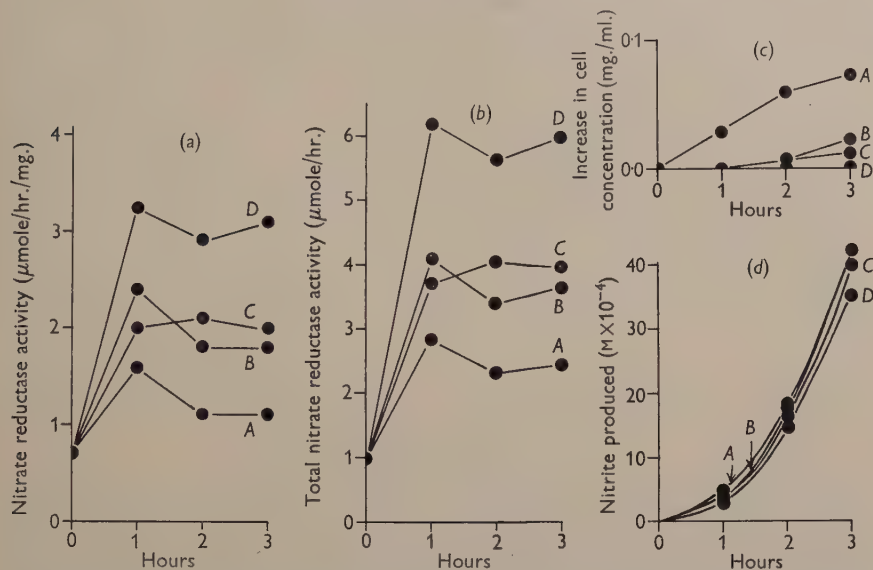 (a)
Nitrate reductase activity (μmole/hr./mg.)
4
3
2
1
0
D
C
B
A
0 1 2 3
Hours
(b)
Total nitrate reductase activity (μmole/hr.)
6
5
4
3
2
1
0
D
C
B
A
0 1 2 3
Hours
(c)
Increase in cell
concentration (mg./ml.)
0·1
0·0
A
B
C
D
0 1 2 3
Hours
(d)
Nitrite produced (M×10⁻⁴)
40
30
20
10
0
C
D
A B
0 1 2 3
Hours